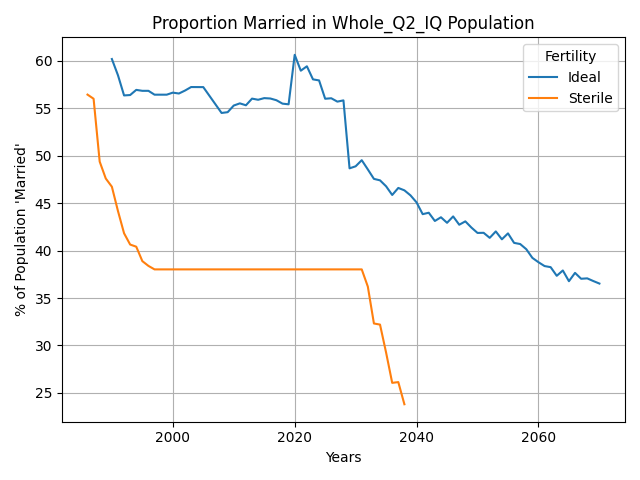 Proportion Married in Whole_Q2_IQ Population
Fertility
Ideal
Sterile
% of Population 'Married'
60
55
50
45
40
35
30
25
2000
2020
2040
2060
Years